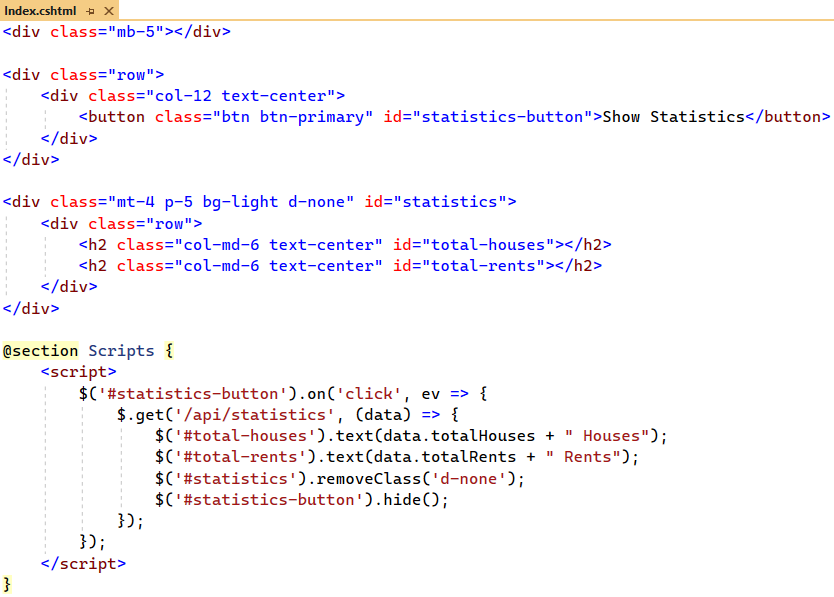 Index.cshtml
<div class="mb-5"></div>

<div class="row">
    <div class="col-12 text-center">
        <button class="btn btn-primary" id="statistics-button">Show Statistics</button>
    </div>
</div>

<div class="mt-4 p-5 bg-light d-none" id="statistics">
    <div class="row">
        <h2 class="col-md-6 text-center" id="total-houses"></h2>
        <h2 class="col-md-6 text-center" id="total-rents"></h2>
    </div>
</div>

@section Scripts {
    <script>
        $('#statistics-button').on('click', ev => {
            $.get('/api/statistics', (data) => {
                $('#total-houses').text(data.totalHouses + " Houses");
                $('#total-rents').text(data.totalRents + " Rents");
                $('#statistics').removeClass('d-none');
                $('#statistics-button').hide();
            });
        });
    </script>
}